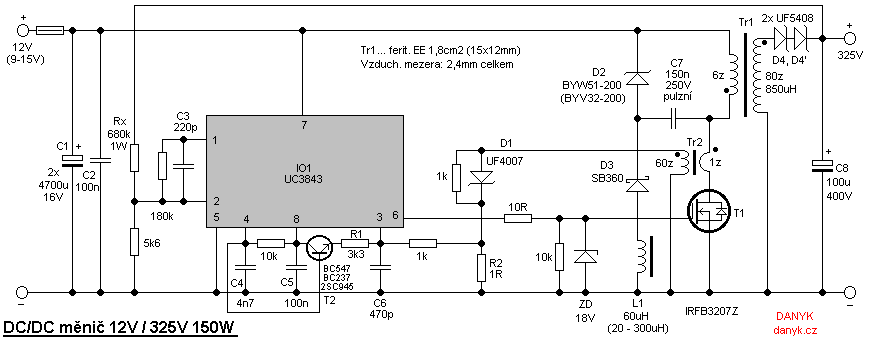 +
12V
(9-15V)
Tr1... ferit. EE 1,8cm2 (15x12mm)
Vzduch. mezera: 2,4mm celkem
Tr1
2x UF5408
D4, D4'
+
325V
6z
80z
850uH
D2
BYW51-200
(BYV32-200)
C7
150n
250V
pulzní
Rx
680k
1W
C3
220p
180k
5k6
C1
+
2x
4700u
16V
C2
100n
7
1
2
IO1
UC3843
5
4
8
3
6
D1
UF4007
1k
60z
Tr2
1z
D3
SB360
+
C8
100u
400V
T1
10R
10k
R1
3k3
1k
R2
1R
10k
BC547
BC237
2SC945
T2
C4
4n7
C5
100n
C6
470p
ZD
18V
L1
60uH
(20 - 300uH)
IRFB3207Z
DANYK
danyk.cz
−
−
DC/DC měnič 12V / 325V 150W